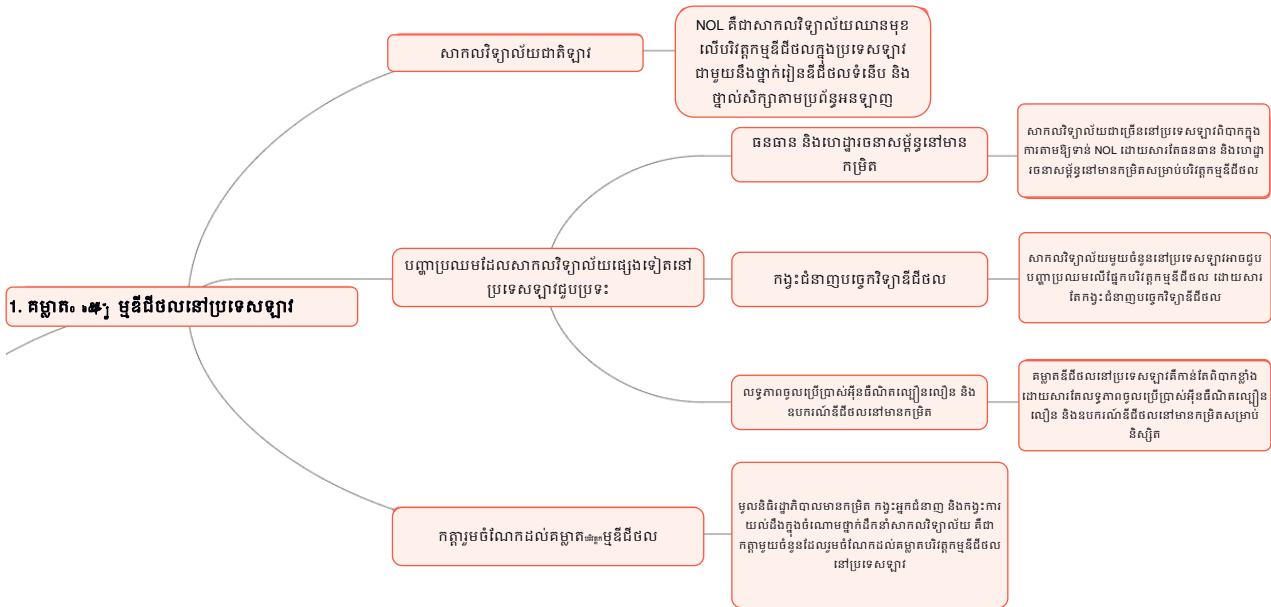 សាកលវិទ្យាល័យជាតិឡាវ
NOL គឺជាសាកលវិទ្យាល័យឈានមុខ
លើបរិវត្តកម្មឌីជីថលក្នុងប្រទេសឡាវ
ជាមួយនឹងថ្នាក់រៀនឌីជីថលទំនើប និង
ថ្នាល់សិក្សាតាមប្រព័ន្ធអនឡាញ
ធនធាន និងហេដ្ឋារចនាសម្ព័ន្ធនៅមាន
កម្រិត
សាកលវិទ្យាល័យជាច្រើននៅប្រទេសឡាវពិបាកក្នុង
ការតាមឱ្យទាន់ NOL ដោយសារតែធនធាន និងហេដ្ឋា
រចនាសម្ព័ន្ធនៅមានកម្រិតសម្រាប់បរិវត្តកម្មឌីជីថល
បញ្ហាប្រឈមដែលសាកលវិទ្យាល័យផ្សេងទៀតនៅ
ប្រទេសឡាវជួបប្រទះ
កង្វះជំនាញបច្ចេកវិទ្យាឌីជីថល
សាកលវិទ្យាល័យមួយចំនួននៅប្រទេសឡាវអាចជួប
បញ្ហាប្រឈមលើផ្នែកបរិវត្តកម្មឌីជីថល ដោយសារ
តែកង្វះជំនាញបច្ចេកវិទ្យាឌីជីថល
1. គម្លាត ម្មឌីជីថលនៅប្រទេសឡាវ
លទ្ធភាពចូលប្រើប្រាស់អ៊ីនធឺណិតល្បឿនលឿន និង
ឧបករណ៍ឌីជីថលនៅមានកម្រិត
គម្លាតឌីជីថលនៅប្រទេសឡាវគឺកាន់តែពិបាកខ្លាំង
ដោយសារតែលទ្ធភាពចូលប្រើប្រាស់អ៊ីនធឺណិតល្បឿន
លឿន និងឧបករណ៍ឌីជីថលនៅមានកម្រិតសម្រាប់
និស្សិត
កត្តារួមចំណែកដល់គម្លាតបរិវត្តកម្មឌីជីថល
មូលនិធិរដ្ឋាភិបាលមានកម្រិត កង្វះអ្នកជំនាញ និងកង្វះការ
យល់ដឹងក្នុងចំណោមថ្នាក់ដឹកនាំសាកលវិទ្យាល័យ គឺជា
កត្តាមួយចំនួនដែលរួមចំណែកដល់គម្លាតបរិវត្តកម្មឌីជីថល
នៅប្រទេសឡាវ